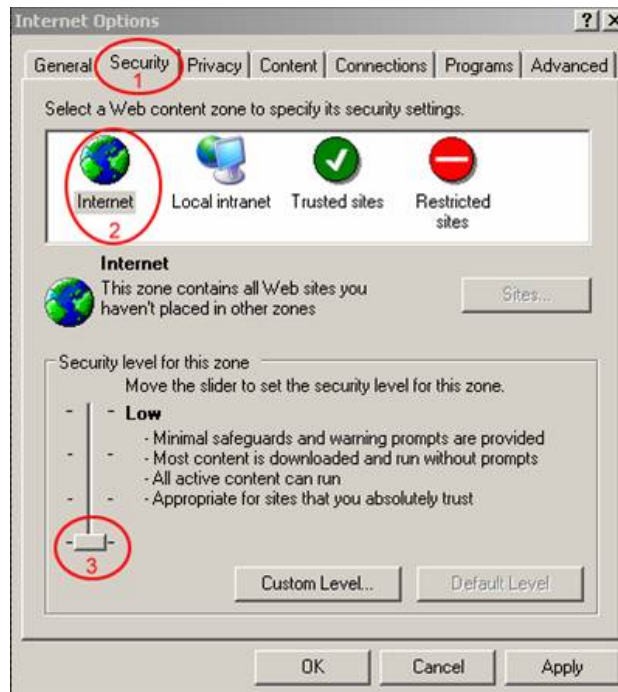 Internet Options ? X
General Security Privacy Content Connections Programs Advanced
1
Select a Web content zone to specify its security settings.
Internet Local intranet Trusted sites Restricted sites
2
Internet
This zone contains all Web sites you
haven't placed in other zones
Sites...
Security level for this zone
Move the slider to set the security level for this zone.
Low
- Minimal safeguards and warning prompts are provided
- Most content is downloaded and run without prompts
- All active content can run
- Appropriate for sites that you absolutely trust
3
Custom Level... Default Level
OK Cancel Apply